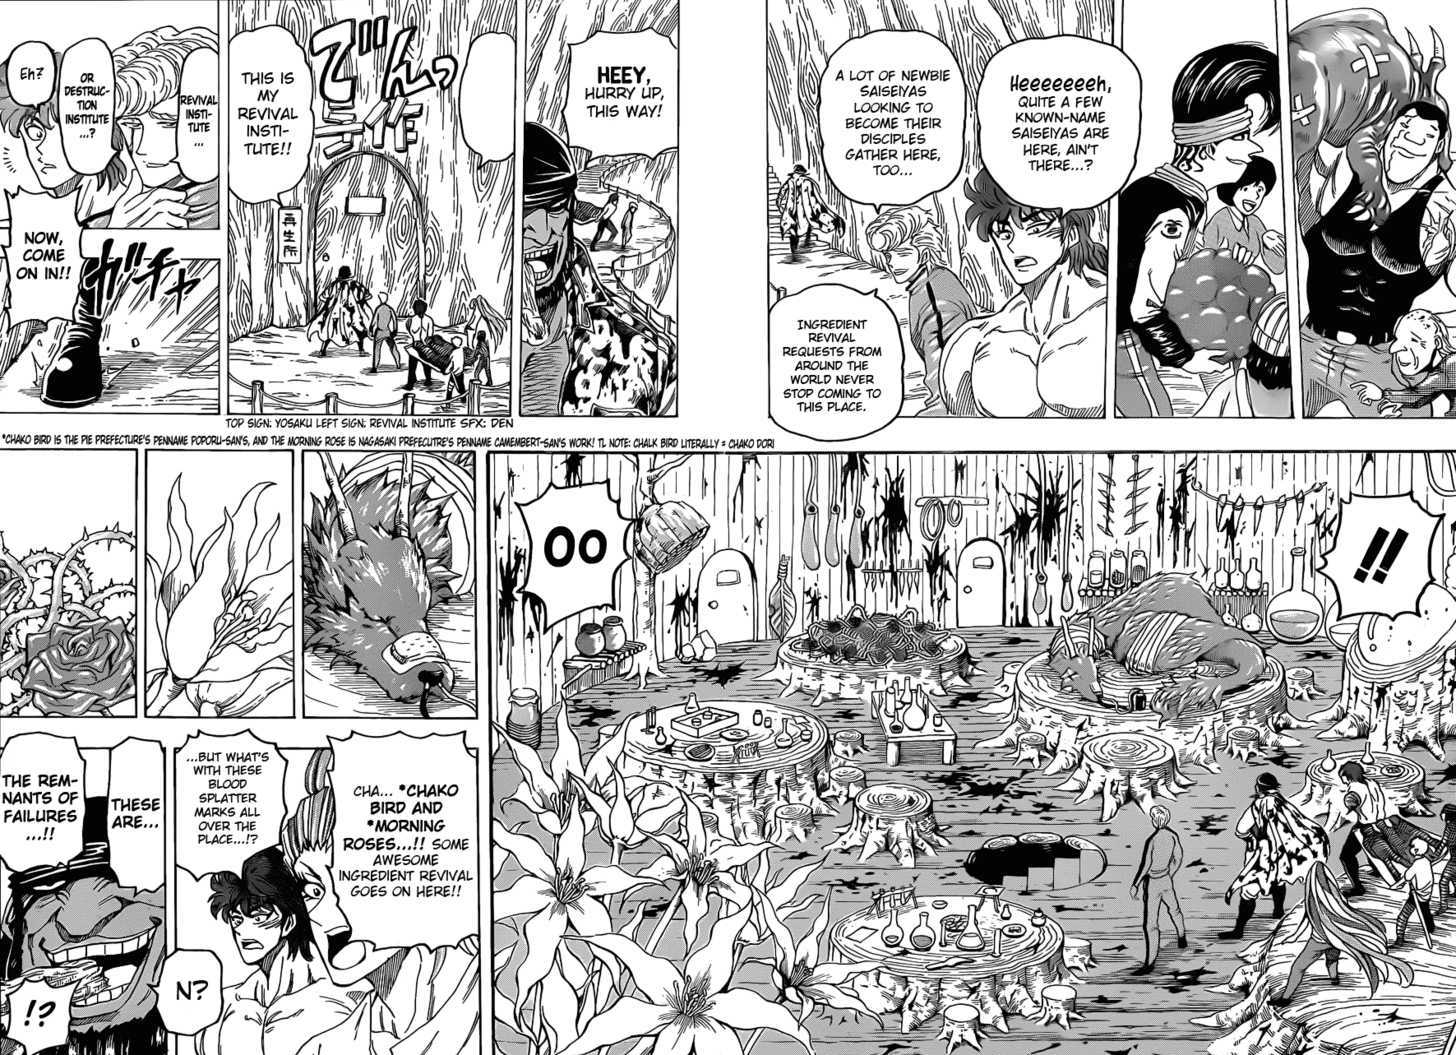 Heeeeeeeh,
QUITE A FEW
KNOWN-NAME
SAISEIYAS ARE
HERE, AIN'T
THERE...?
A LOT OF NEWBIE
SAISEIYAS
LOOKING TO
BECOME THEIR
DISCIPLES
GATHER HERE,
TOO...
INGREDIENT
REVIVAL
REQUESTS FROM
AROUND THE
WORLD NEVER
STOP COMING TO
THIS PLACE.
HEEY,
HURRY UP,
THIS WAY!
でんっ
与作
再生所
THIS IS
MY
REVIVAL
INSTI-
TUTE!!
REVIVAL
INSTI-
TUTE
...
OR
DESTRUC-
TION
INSTITUTE
...?
Eh?
NOW,
COME
ON IN!!
ガチャ
TOP SIGN: YOSAKU LEFT SIGN: REVIVAL INSTITUTE SFX: DEN
*CHAKO BIRD IS THE PIE PREFECTURE'S PENNAME POPORU-SAN'S, AND THE MORNING ROSE IS NAGASAKI PREFECUTRE'S PENNAME CAMEMBERT-SAN'S WORK! TL NOTE: CHALK BIRD LITERALLY = CHAKO DORI
!!
OO
CHA... *CHAKO
BIRD AND
*MORNING
ROSES...!! SOME
AWESOME
INGREDIENT REVIVAL
GOES ON HERE!!
...BUT WHAT'S
WITH THESE
BLOOD
SPLATTER
MARKS ALL
OVER THE
PLACE...!?
N?
THESE
ARE...
THE REM-
NANTS OF
FAILURES
...!!
!?